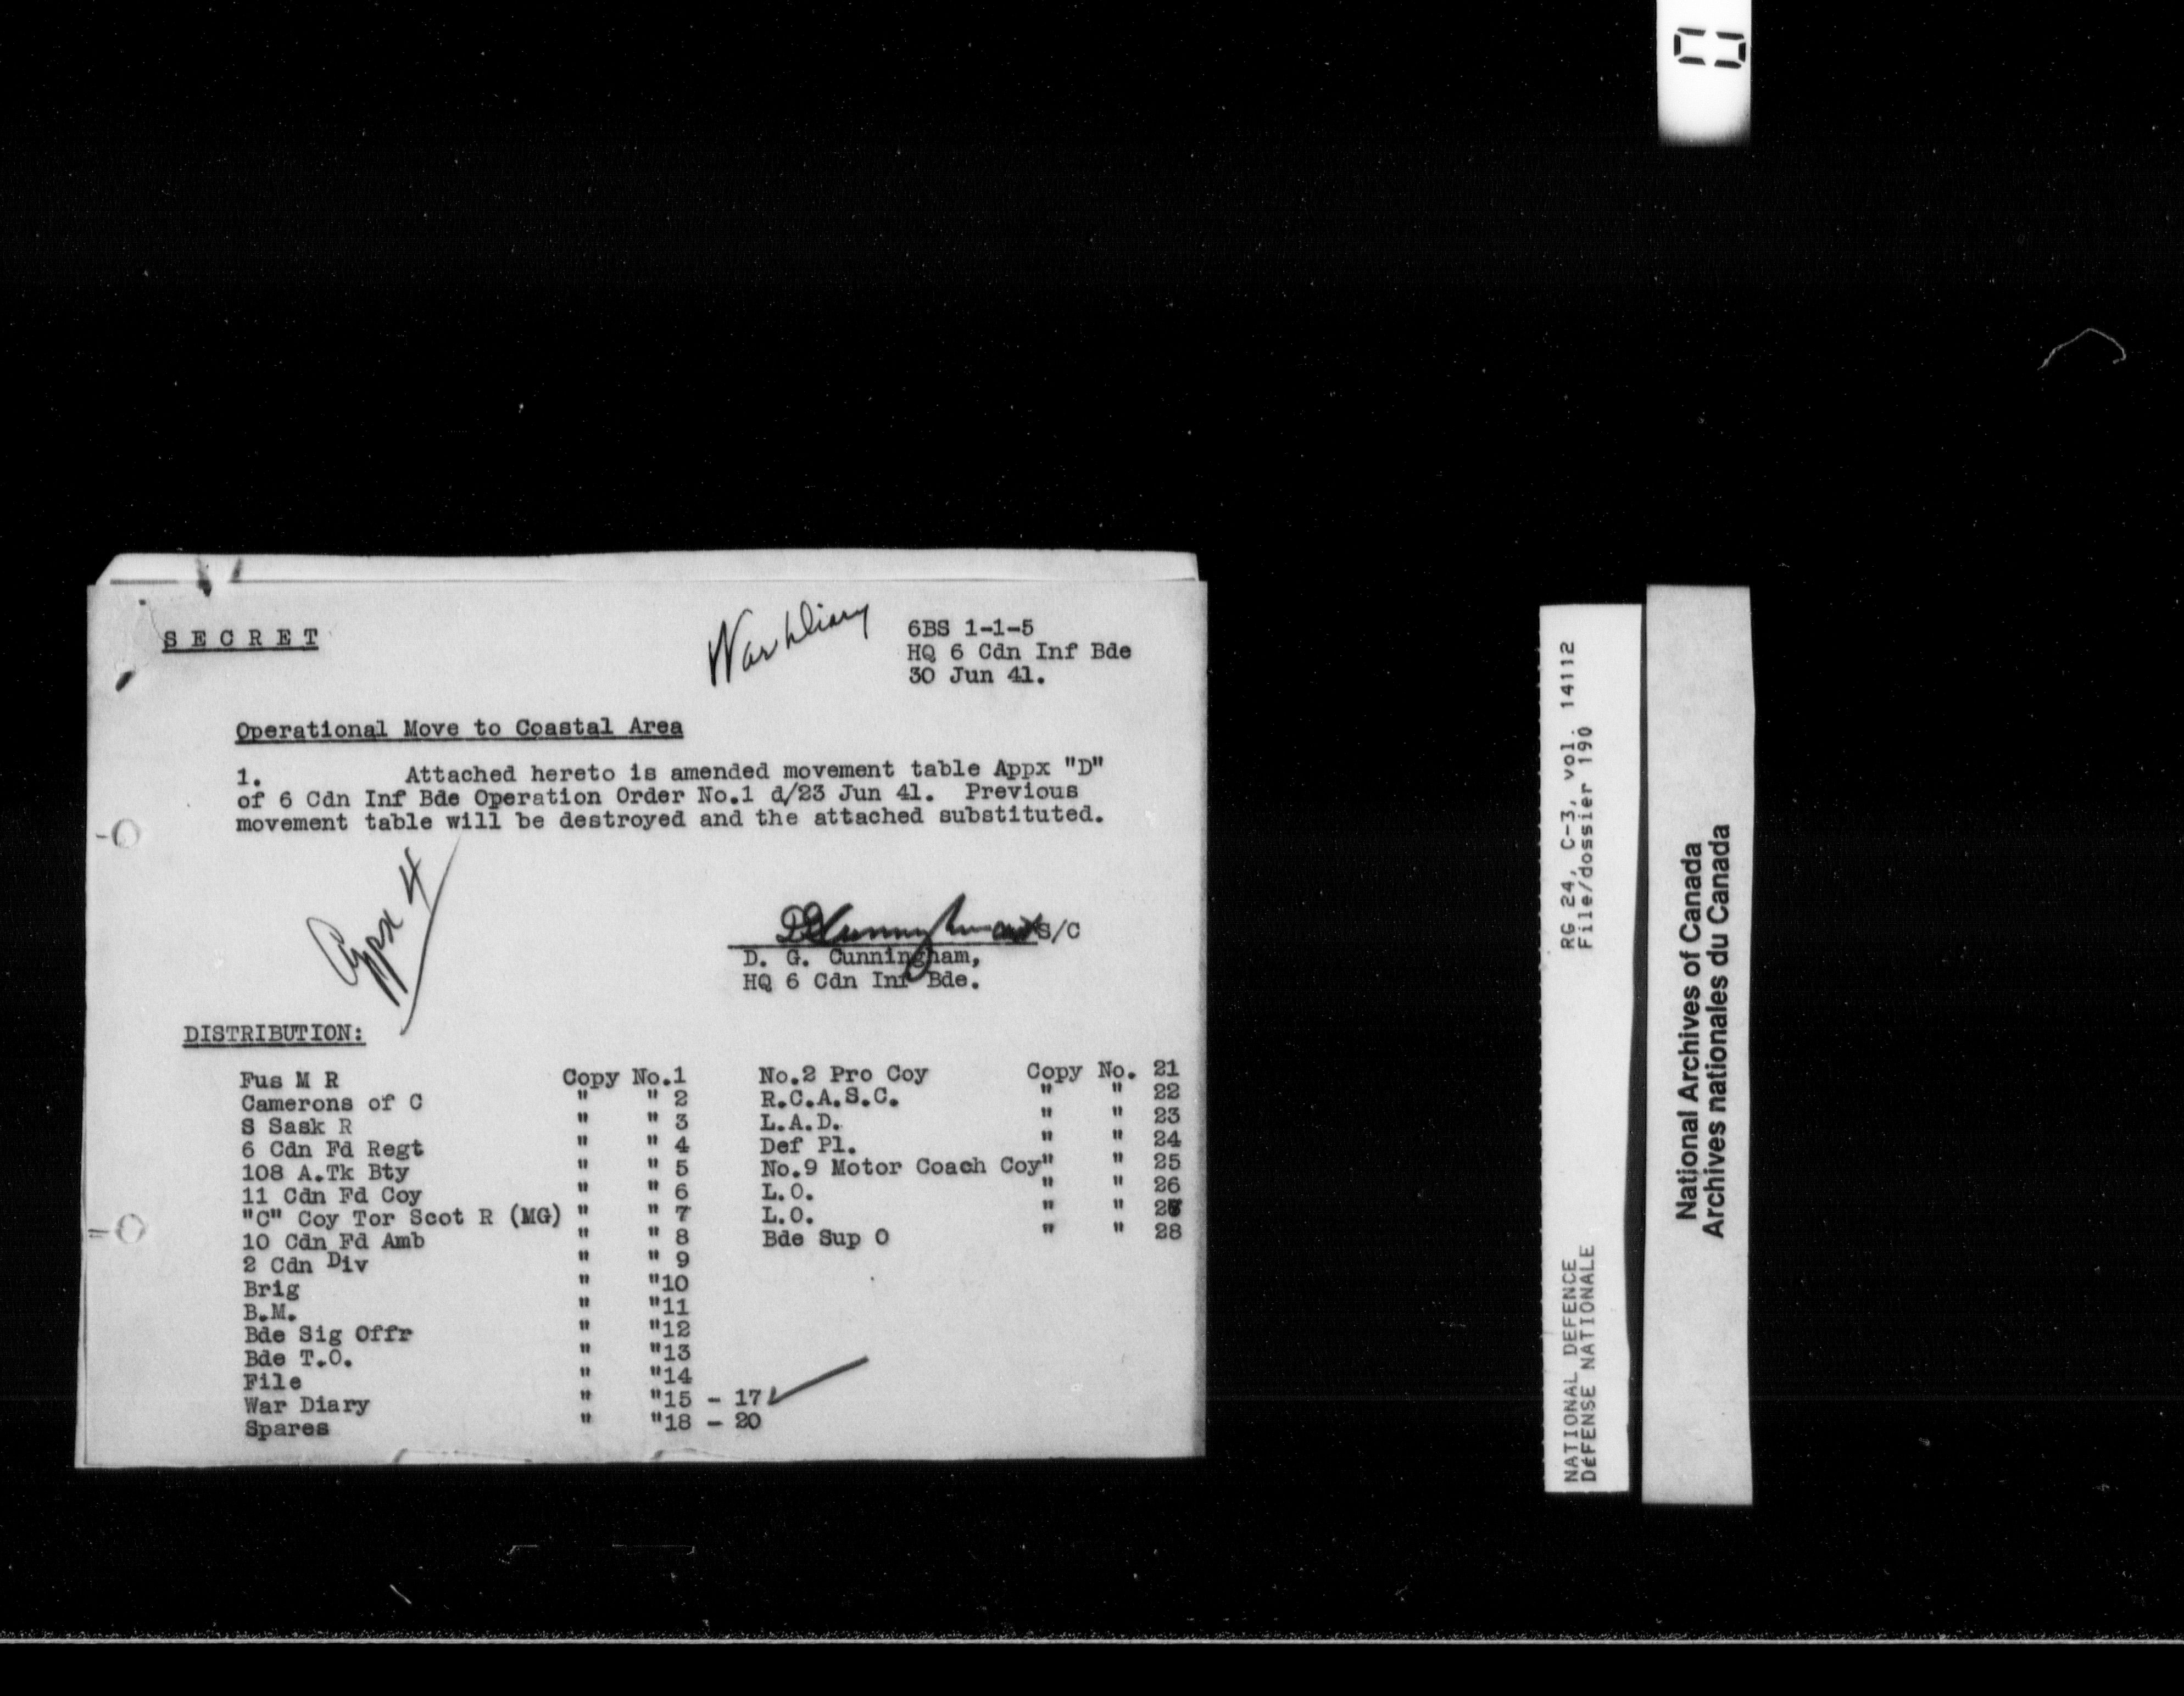 SECRET
War Diary
6BS 1-1-5
HQ 6 Cdn Inf Bde
30 Jun 41.
Operational Move to Coastal Area
1. Attached hereto is amended movement table Appx "D"
of 6 Cdn Inf Bde Operation Order No.1 d/23 Jun 41. Previous
movement table will be destroyed and the attached substituted.
Appx 4
DGCunningham Capt S/C
D. G. Cunningham,
HQ 6 Cdn Inf Bde.
DISTRIBUTION:
Fus M R Copy No.1
Camerons of C " " 2
S Sask R " " 3
6 Cdn Fd Regt " " 4
108 A.Tk Bty " " 5
11 Cdn Fd Coy " " 6
"C" Coy Tor Scot R (MG) " " 7
10 Cdn Fd Amb " " 8
2 Cdn Div " " 9
Brig " "10
B.M. " "11
Bde Sig Offr " "12
Bde T.O. " "13
File " "14
War Diary " "15 - 17
Spares " "18 - 20
No.2 Pro Coy Copy No. 21
R.C.A.S.C. " " 22
L.A.D. " " 23
Def Pl. " " 24
No.9 Motor Coach Coy" " 25
L.O. " " 26
L.O. " " 27
Bde Sup O " " 28
RG 24, C-3, vol. 14112
File/dossier 190
NATIONAL DEFENCE
DéFENSE NATIONALE
National Archives of Canada
Archives nationales du Canada